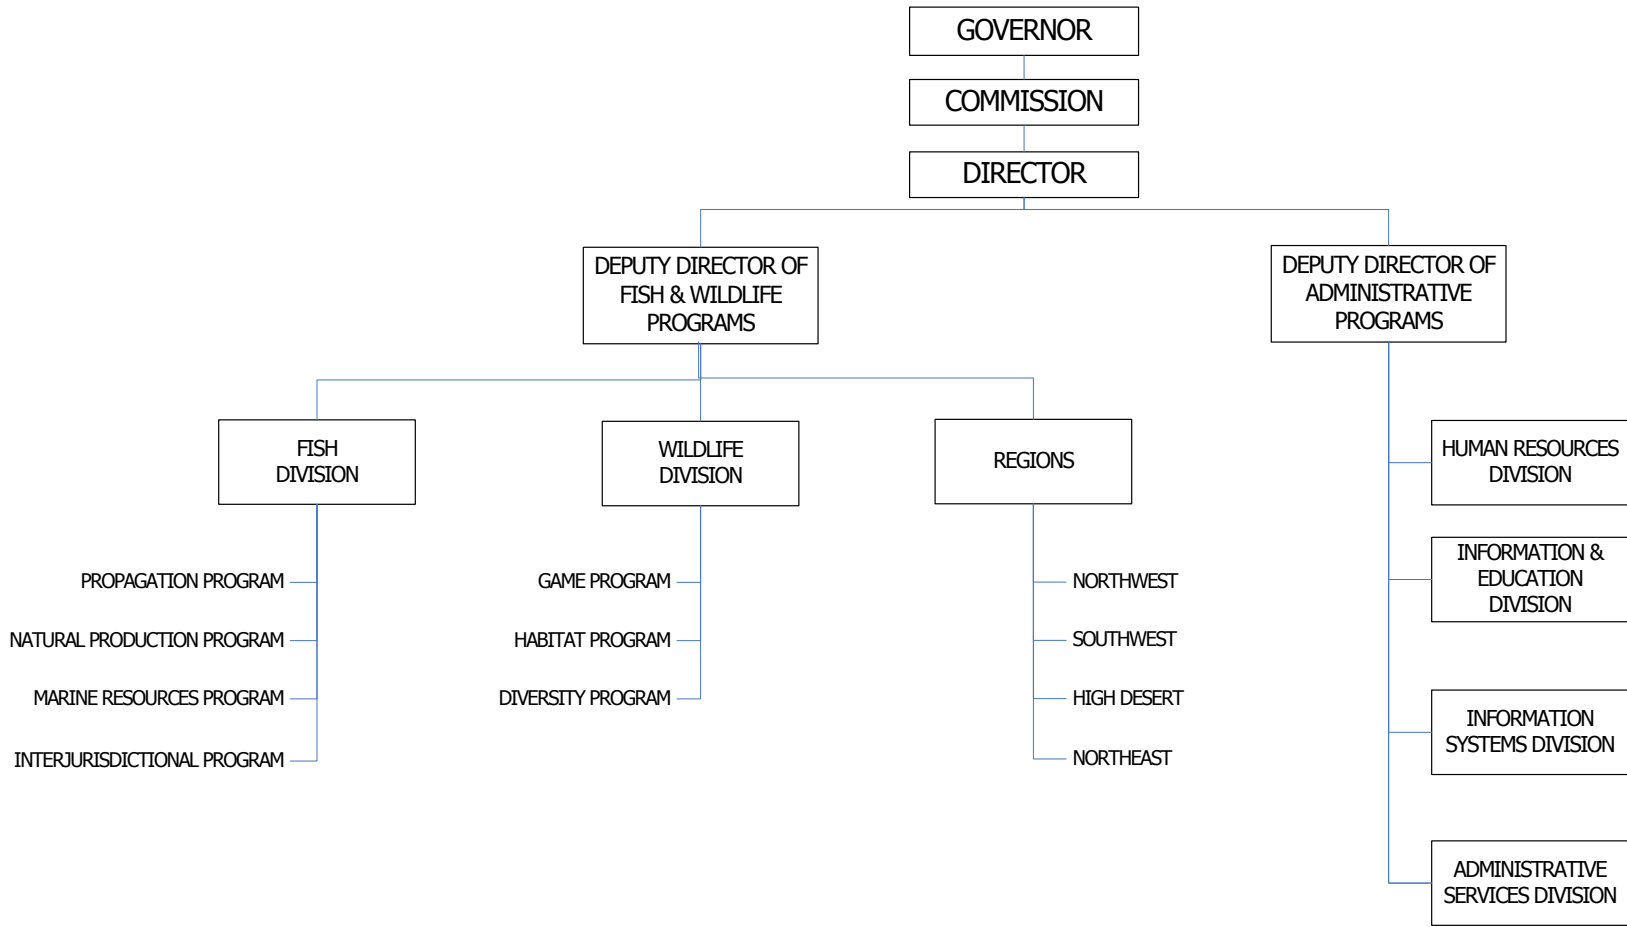 GOVERNOR
COMMISSION
DIRECTOR
DEPUTY DIRECTOR OF
FISH & WILDLIFE
PROGRAMS
DEPUTY DIRECTOR OF
ADMINISTRATIVE
PROGRAMS
FISH
DIVISION
WILDLIFE
DIVISION
REGIONS
PROPAGATION PROGRAM
NATURAL PRODUCTION PROGRAM
MARINE RESOURCES PROGRAM
INTERJURISDICTIONAL PROGRAM
GAME PROGRAM
HABITAT PROGRAM
DIVERSITY PROGRAM
NORTHWEST
SOUTHWEST
HIGH DESERT
NORTHEAST
HUMAN RESOURCES
DIVISION
INFORMATION &
EDUCATION
DIVISION
INFORMATION
SYSTEMS DIVISION
ADMINISTRATIVE
SERVICES DIVISION